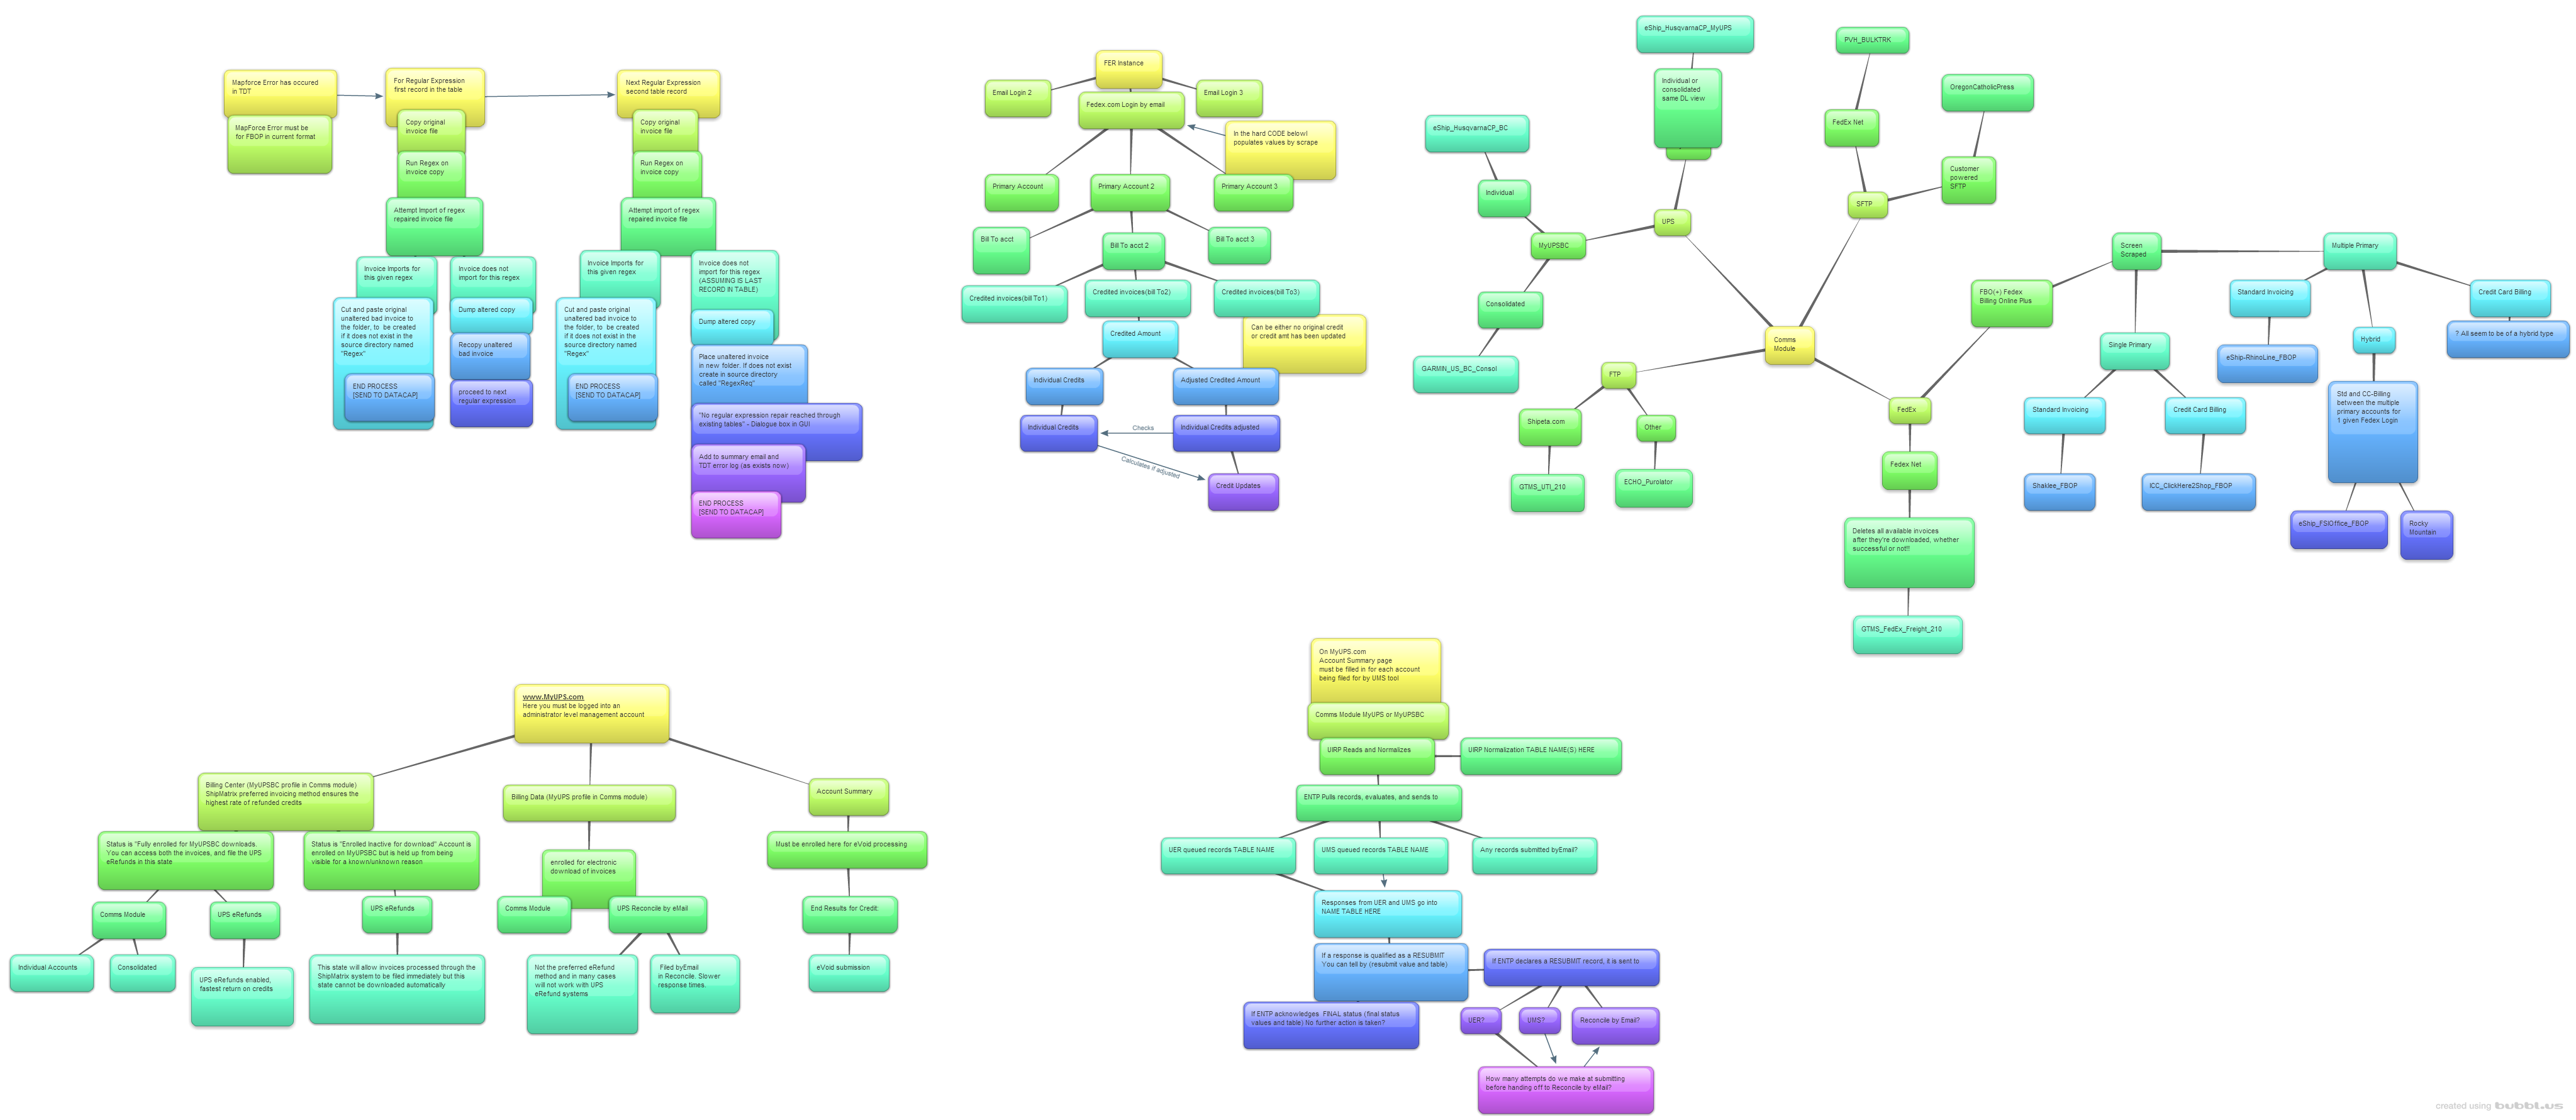 Mapforce Error has occured
in TDT
MapForce Error must be
for FBOP in current format
For Regular Expression
first record in the table
Copy original
invoice file
Run Regex on
invoice copy
Attempt Import of regex
repaired invoice file
Invoice Imports for
this given regex
Cut and paste original
unaltered bad invoice to
the folder, to  be created
if it does not exist in the
source directory named
"Regex"
END PROCESS
[SEND TO DATACAP]
Invoice does not
import for this regex
Dump altered copy
Recopy unaltered
bad invoice
proceed to next
regular expression
Next Regular Expression
second table record
Copy original
invoice file
Run Regex on
invoice copy
Attempt import of regex
repaired invoice file
Invoice Imports for
this given regex
Cut and paste original
unaltered bad invoice to
the folder, to  be created
if it does not exist in the
source directory named
"Regex"
END PROCESS
[SEND TO DATACAP]
Invoice does not
import for this regex
(ASSUMING IS LAST
RECORD IN TABLE)
Dump altered copy
Place unaltered invoice
in new folder. If does not exist
create in source directory
called "RegexReq"
"No regular expression repair reached through
existing tables" - Dialogue box in GUI
Add to summary email and
TDT error log (as exists now)
END PROCESS
[SEND TO DATACAP]
FER Instance
Email Login 2
Fedex.com Login by email
Email Login 3
In the hard CODE below!
populates values by scrape
Primary Account
Primary Account 2
Primary Account 3
Bill To acct
Bill To acct 2
Bill To acct 3
Credited invoices(bill To1)
Credited invoices(bill To2)
Credited invoices(bill To3)
Credited Amount
Can be either no original credit
or credit amt has been updated
Individual Credits
Adjusted Credited Amount
Individual Credits
Checks
Individual Credits adjusted
Calculates if adjusted
Credit Updates
eShip_HusqvarnaCP_MyUPS
Individual or
consolidated
same DL view
eShip_HusqvarnaCP_BC
Individual
UPS
MyUPSBC
Consolidated
GARMIN_US_BC_Consol
PVH_BULKTRK
OregonCatholicPress
FedEx Net
Customer
powered
SFTP
SFTP
Comms
Module
FTP
Shipeta.com
Other
GTMS_UTI_210
ECHO_Purolator
FedEx
Fedex Net
Deletes all available invoices
after they're downloaded, whether
successful or not!!
GTMS_FedEx_Freight_210
FBO(+) Fedex
Billing Online Plus
Screen
Scraped
Multiple Primary
Single Primary
Standard Invoicing
Credit Card Billing
Shaklee_FBOP
ICC_ClickHere2Shop_FBOP
Standard Invoicing
eShip-RhinoLine_FBOP
Hybrid
Std and CC-Billing
between the multiple
primary accounts for
1 given Fedex Login
eShip_FSIOffice_FBOP
Rocky
Mountain
Credit Card Billing
? All seem to be of a hybrid type
www.MyUPS.com
Here you must be logged into an
administrator level management account
Billing Center (MyUPSBC profile in Comms module)
ShipMatrix preferred invoicing method ensures the
highest rate of refunded credits
Billing Data (MyUPS profile in Comms module)
Account Summary
Status is "Fully enrolled for MyUPSBC downloads.
You can access both the invoices, and file the UPS
eRefunds in this state
Status is "Enrolled Inactive for download" Account is
enrolled on MyUPSBC but is held up from being
visible for a known/unknown reason
enrolled for electronic
download of invoices
Must be enrolled here for eVoid processing
Comms Module
UPS eRefunds
UPS eRefunds
Comms Module
UPS Reconcile by eMail
End Results for Credit:
Individual Accounts
Consolidated
UPS eRefunds enabled,
fastest return on credits
This state will allow invoices processed through the
ShipMatrix system to be filed immediately but this
state cannot be downloaded automatically
Not the preferred eRefund
method and in many cases
will not work with UPS
eRefund systems
Filed byEmail
in Reconcile. Slower
response times.
eVoid submission
On MyUPS.com
Account Summary page
must be filled in for each account
being filed for by UMS tool
Comms Module MyUPS or MyUPSBC
UIRP Reads and Normalizes
UIRP Normalization TABLE NAME(S) HERE
ENTP Pulls records, evaluates, and sends to
UER queued records TABLE NAME
UMS queued records TABLE NAME
Any records submitted byEmail?
Responses from UER and UMS go into
NAME TABLE HERE
If a response is qualified as a RESUBMIT
You can tell by (resubmit value and table)
If ENTP declares a RESUBMIT record, it is sent to
If ENTP acknowledges  FINAL status (final status
values and table) No further action is taken?
UER?
UMS?
Reconcile by Email?
How many attempts do we make at submitting
before handing off to Reconcile by eMail?
created using bubbl.us